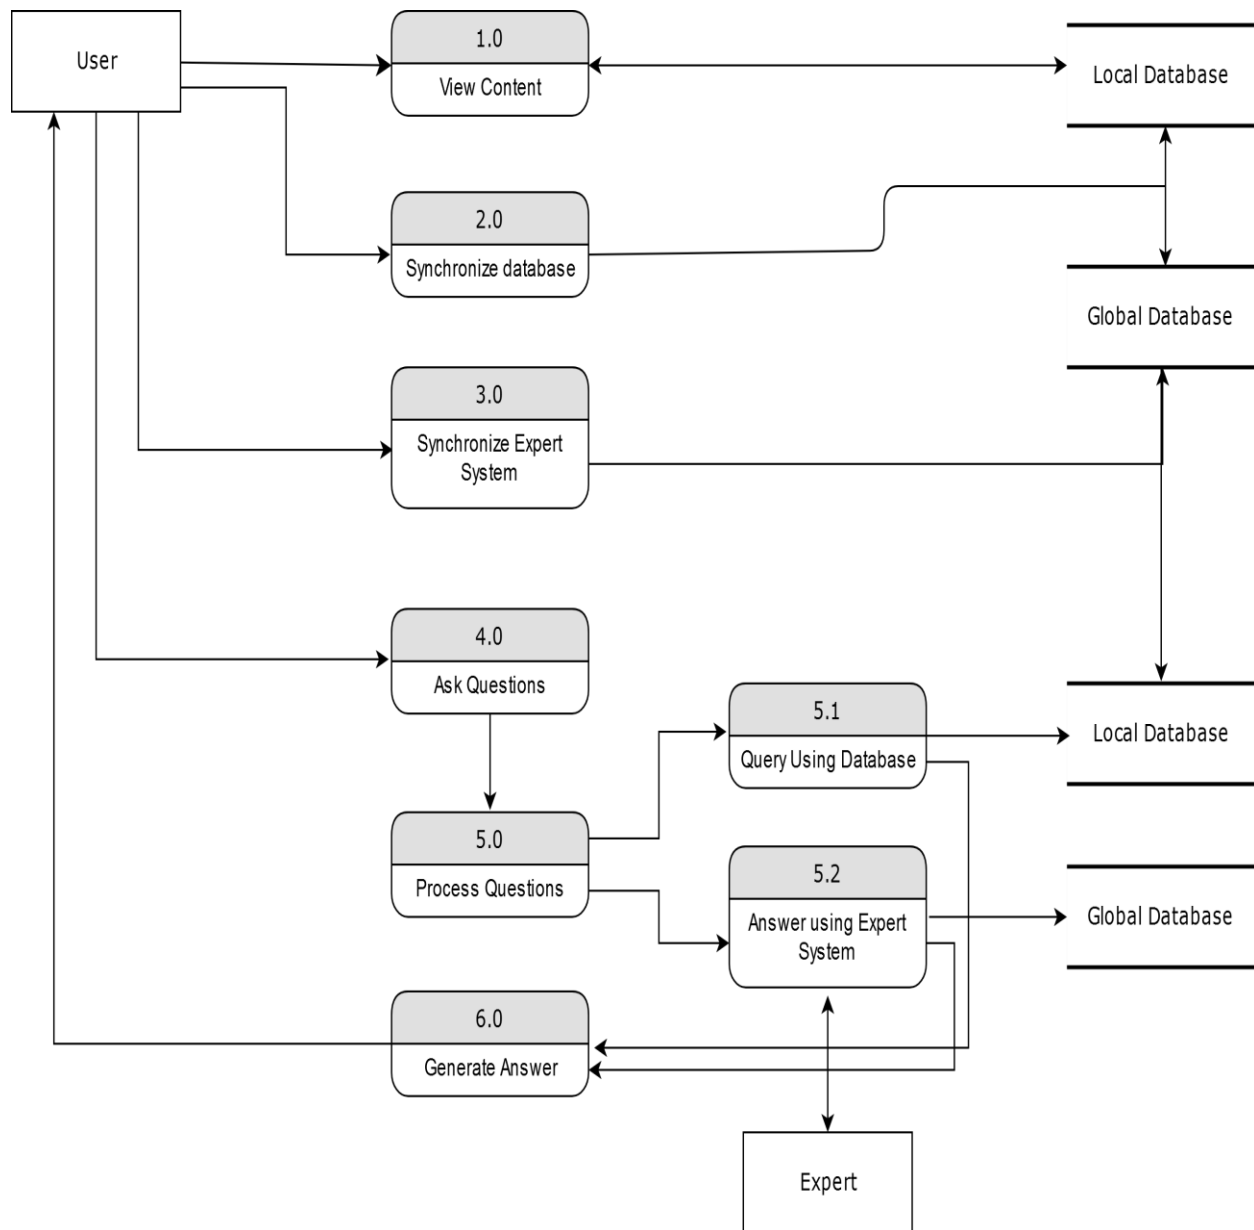 User
1.0
View Content
Local Database
2.0
Synchronize database
Global Database
3.0
Synchronize Expert
System
4.0
Ask Questions
5.1
Query Using Database
Local Database
5.0
Process Questions
5.2
Answer using Expert
System
Global Database
6.0
Generate Answer
Expert